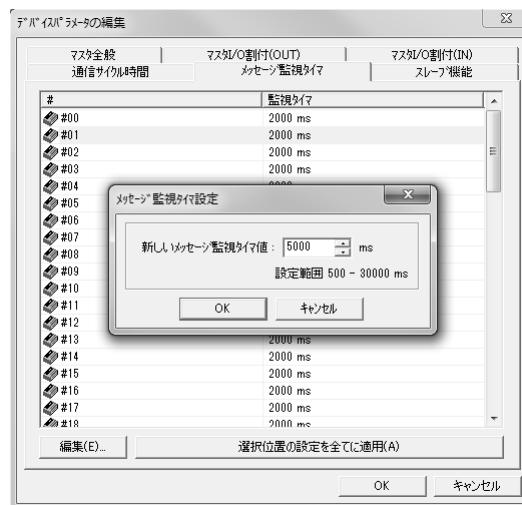 デバイスパラメータの編集
マスタ全般
マスタI/O割付(OUT)
マスタI/O割付(IN)
通信サイクル時間
メッセージ監視タイマ
スレーブ機能
# 監視タイマ
#00 2000 ms
#01 2000 ms
#02 2000 ms
#03 2000 ms
#04
#05
#06
#07
#08
#09
#10
#11
#12
#13 2000 ms
#14 2000 ms
#15 2000 ms
#16 2000 ms
#17 2000 ms
#18 2000 ms
メッセージ監視タイマ設定
新しいメッセージ監視タイマ値 : 5000 ms
設定範囲 500 - 30000 ms
OK キャンセル
編集(E)... 選択位置の設定を全てに適用(A)
OK キャンセル